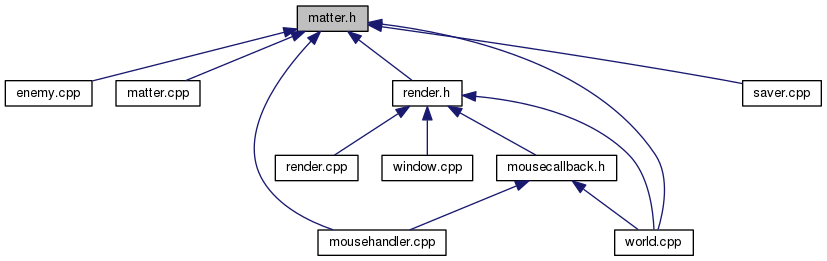 matter.h
enemy.cpp
matter.cpp
render.h
saver.cpp
render.cpp
window.cpp
mousecallback.h
mousehandler.cpp
world.cpp